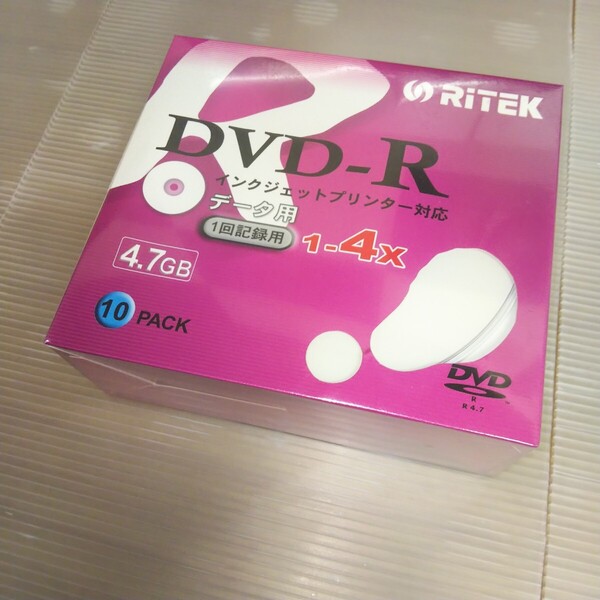 RiTEK
DVD-R
インクジェットプリンター対応
データ用
1回記録用
1-4x
4.7GB
10 PACK
DVD
R
R 4.7